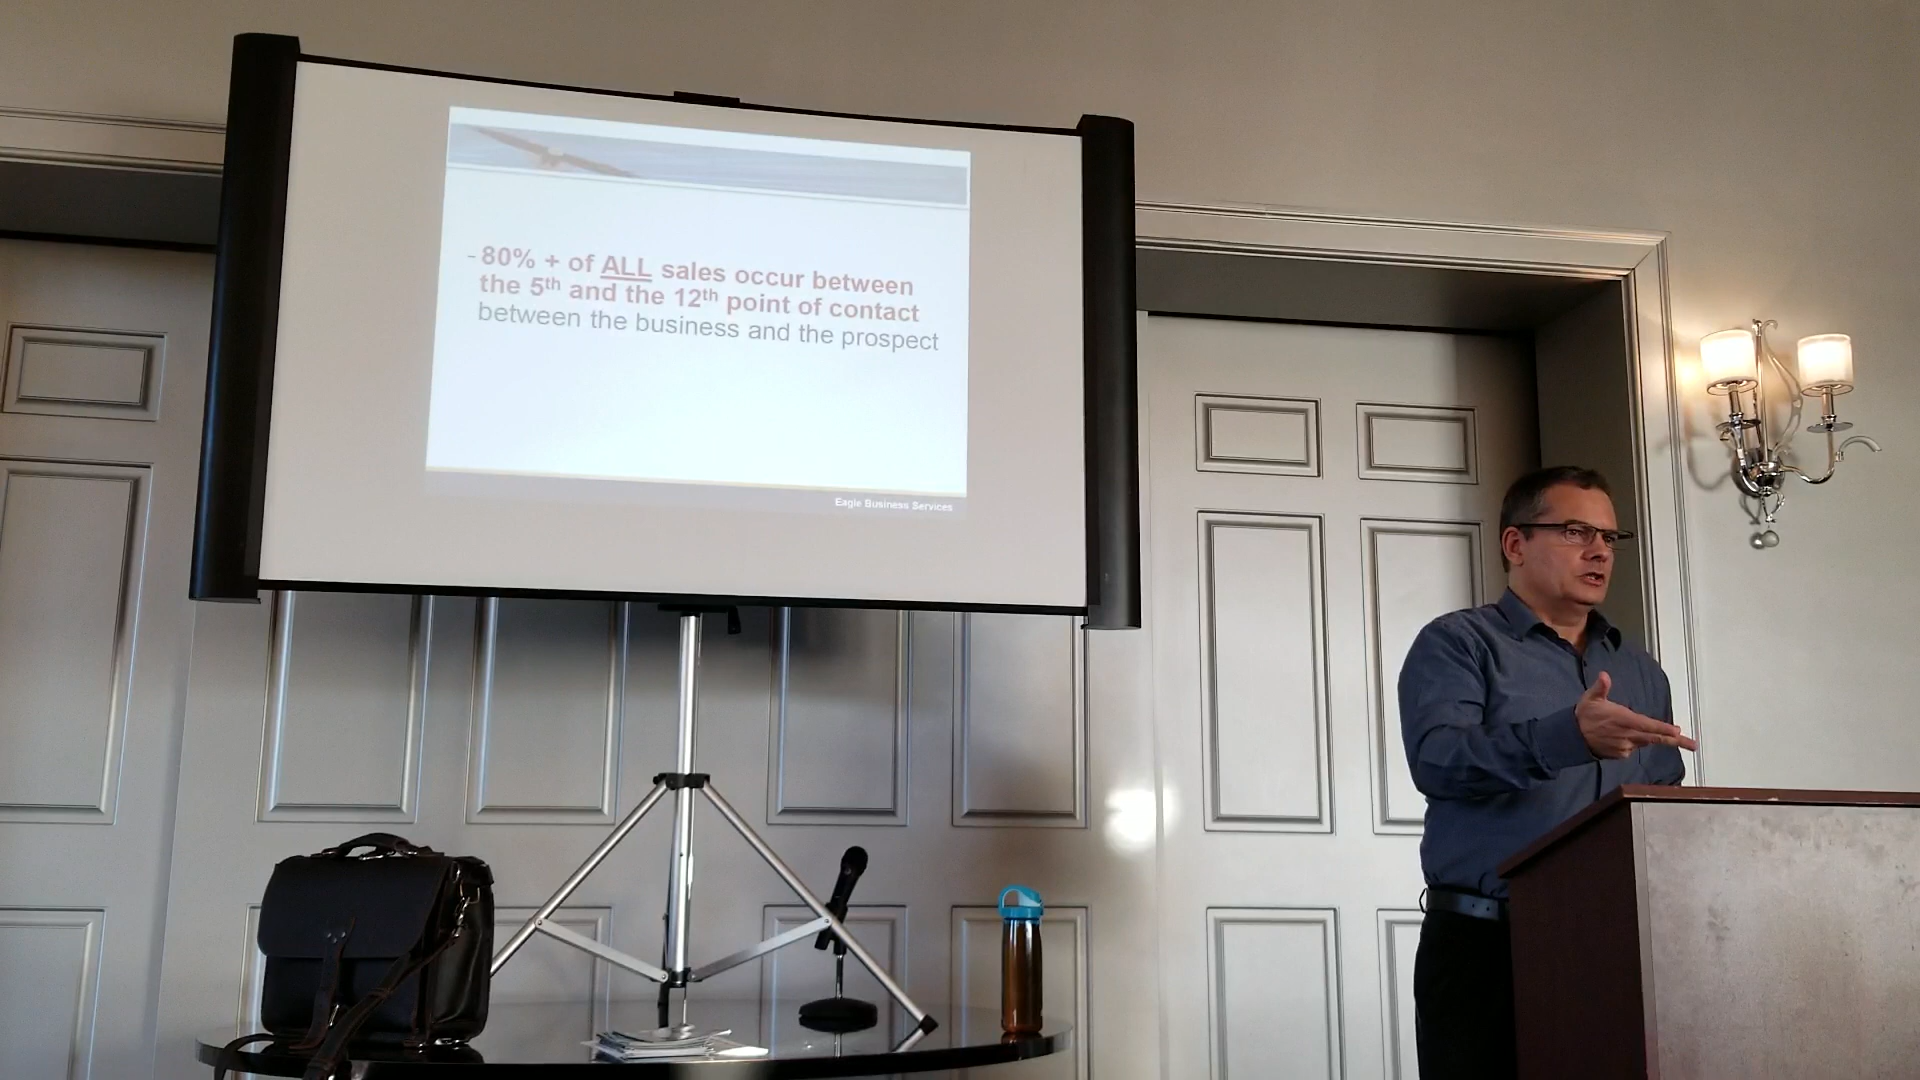 - 80% + of ALL sales occur between
the 5th and the 12th point of contact
between the business and the prospect
Eagle Business Services